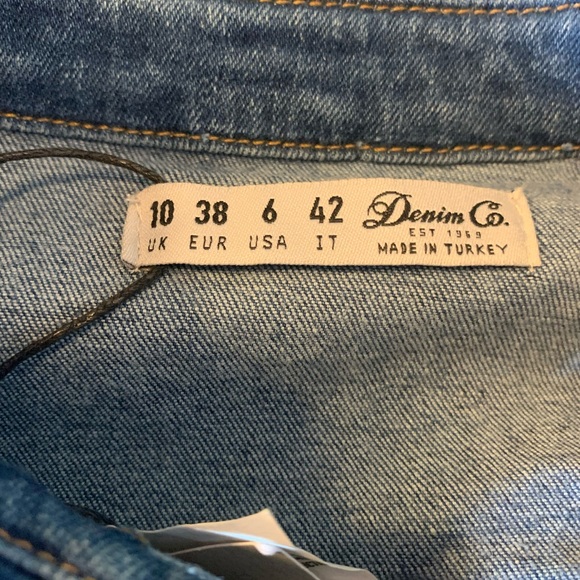 10 38 6 42 Denim Co.
UK EUR USA IT EST 1969
MADE IN TURKEY